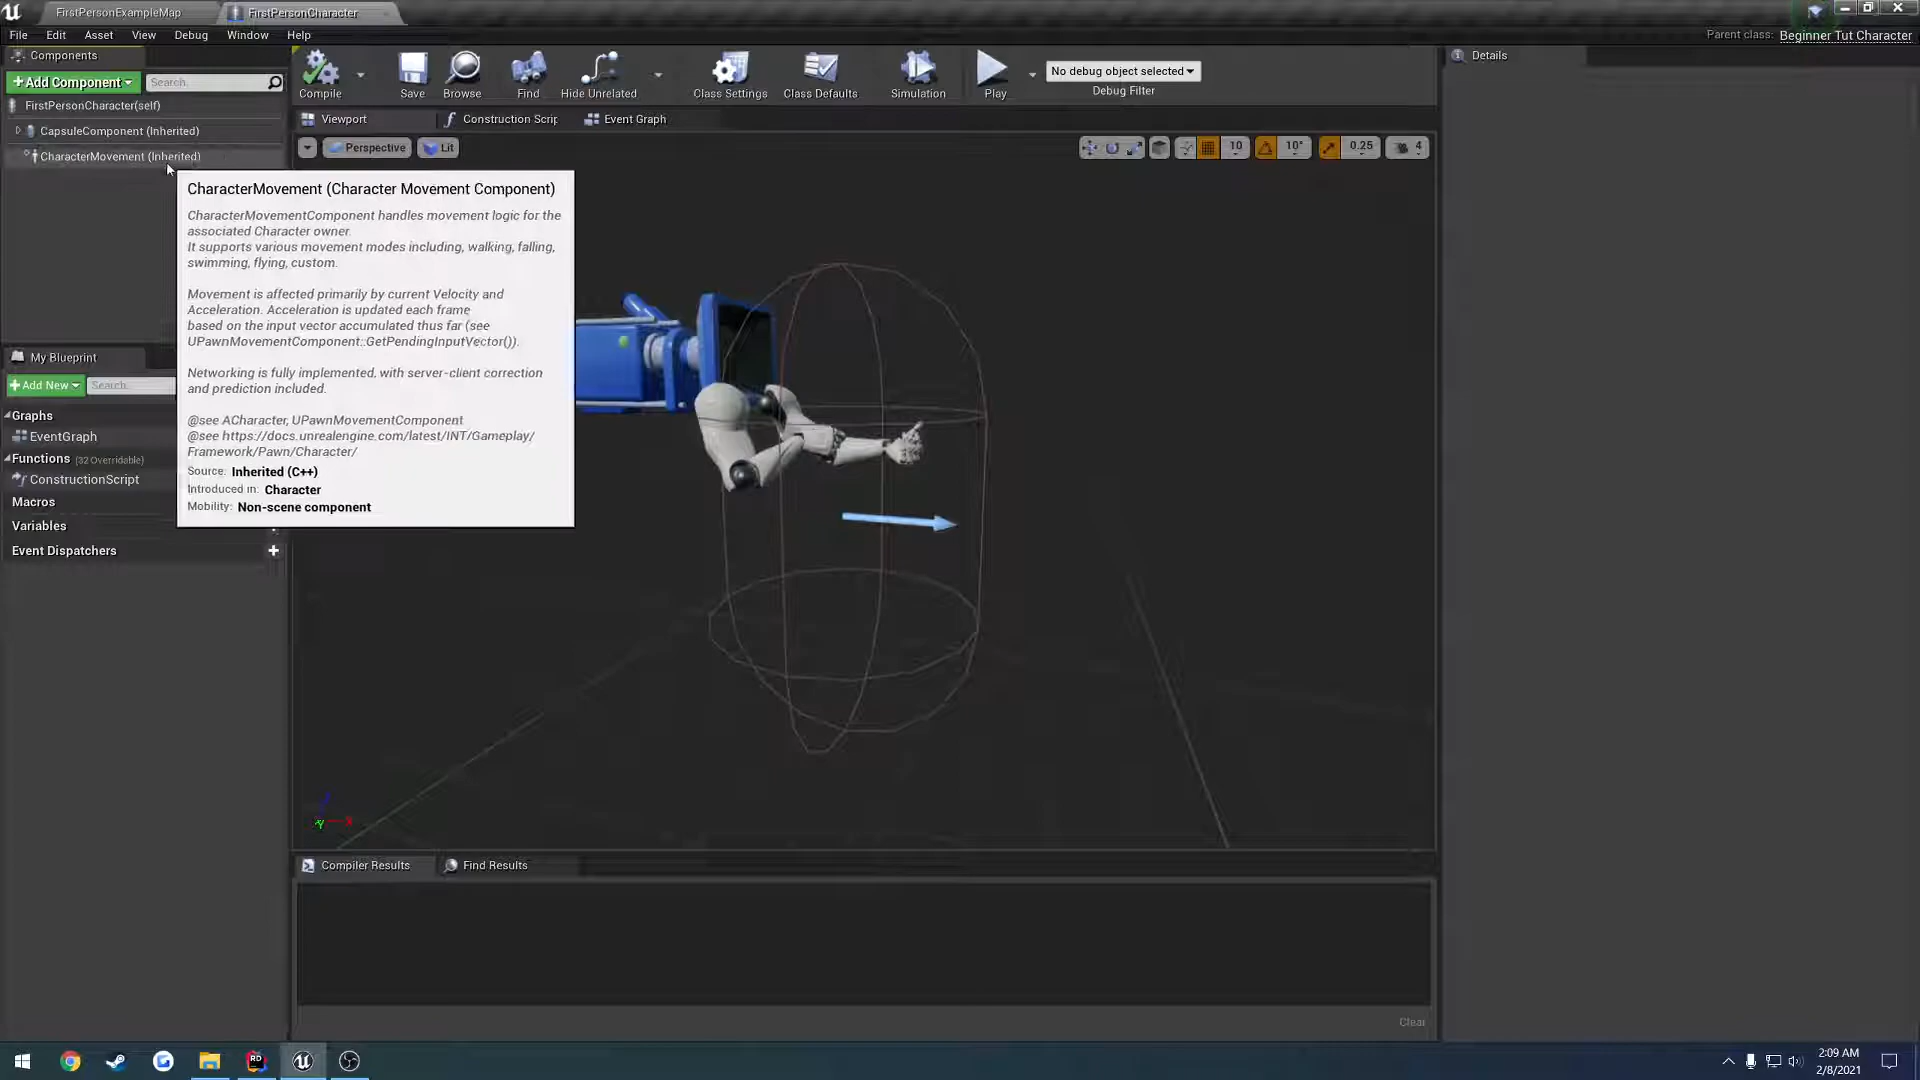 FirstPersonExampleMap
FirstPersonCharacter
File Edit Asset View Debug Window Help
Parent class: Beginner Tut Character
Components
+Add Component
Search
FirstPersonCharacter(self)
CapsuleComponent (Inherited)
CharacterMovement (Inherited)
Compile Save Browse Find Hide Unrelated Class Settings Class Defaults Simulation Play
No debug object selected
Debug Filter
Details
Viewport
Construction Scrip
Event Graph
Perspective Lit
10 10° 0.25 4
CharacterMovement (Character Movement Component)
CharacterMovementComponent handles movement logic for the
associated Character owner.
It supports various movement modes including, walking, falling,
swimming, flying, custom.
Movement is affected primarily by current Velocity and
Acceleration. Acceleration is updated each frame
based on the input vector accumulated thus far (see
UPawnMovementComponent::GetPendingInputVector()).
Networking is fully implemented, with server-client correction
and prediction included.
@see ACharacter, UPawnMovementComponent
@see https://docs.unrealengine.com/latest/INT/Gameplay/
Framework/Pawn/Character/
Source: Inherited (C++)
Introduced in: Character
Mobility: Non-scene component
My Blueprint
+Add New
Search
Graphs
EventGraph
Functions (32 Overridable)
ConstructionScript
Macros
Variables
Event Dispatchers
X
Y
Compiler Results
Find Results
Clear
RD
2:09 AM
2/8/2021